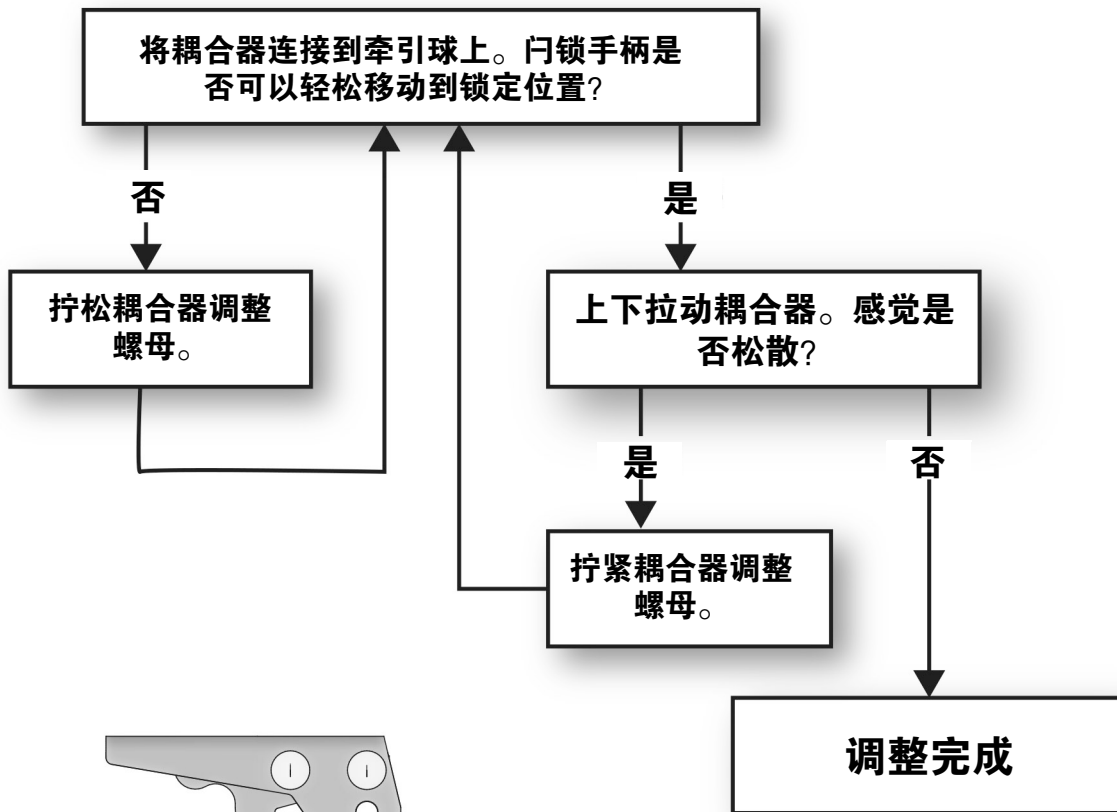 将耦合器连接到牵引球上。闩锁手柄是
否可以轻松移动到锁定位置?
否
是
拧松耦合器调整
螺母。
上下拉动耦合器。感觉是
否松散?
是
否
拧紧耦合器调整
螺母。
调整完成